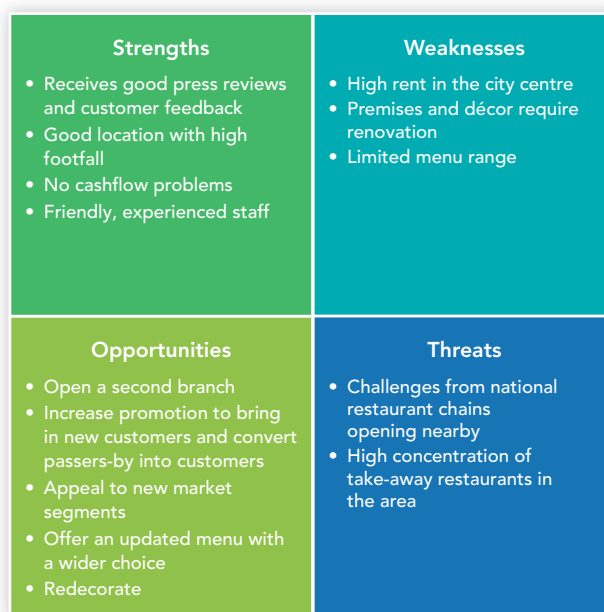 Strengths
• Receives good press reviews
and customer feedback
• Good location with high
footfall
• No cashflow problems
• Friendly, experienced staff
Weaknesses
• High rent in the city centre
• Premises and décor require
renovation
• Limited menu range
Opportunities
• Open a second branch
• Increase promotion to bring
in new customers and convert
passers-by into customers
• Appeal to new market
segments
• Offer an updated menu with
a wider choice
• Redecorate
Threats
• Challenges from national
restaurant chains
opening nearby
• High concentration of
take-away restaurants in
the area